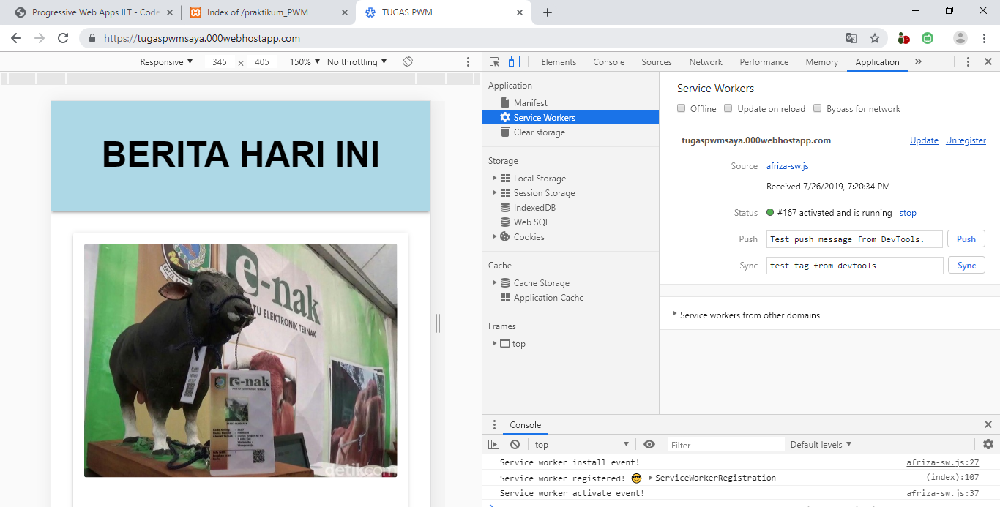 Progressive Web Apps ILT - Code
Index of /praktikum_PWM
TUGAS PWM
https://tugaspwmsaya.000webhostapp.com
Responsive ▼ 345 x 405 150% ▼ No throttling ▼
Elements Console Sources Network Performance Memory Application »
BERITA HARI INI
e-nak
TU ELEKTRONIK TERNAK
e-nak
detikcom
Application
Manifest
Service Workers
Clear storage
Storage
Local Storage
Session Storage
IndexedDB
Web SQL
Cookies
Cache
Cache Storage
Application Cache
Frames
top
Service Workers
Offline Update on reload Bypass for network
tugaspwmsaya.000webhostapp.com Update Unregister
Source afriza-sw.js
Received 7/26/2019, 7:20:34 PM
Status #167 activated and is running stop
Push Test push message from DevTools. Push
Sync test-tag-from-devtools Sync
Service workers from other domains
Console
top ▼ Filter Default levels ▼
Service worker install event! afriza-sw.js:27
Service worker registered! 😎 ▶ ServiceWorkerRegistration (index):107
Service worker activate event! afriza-sw.js:37